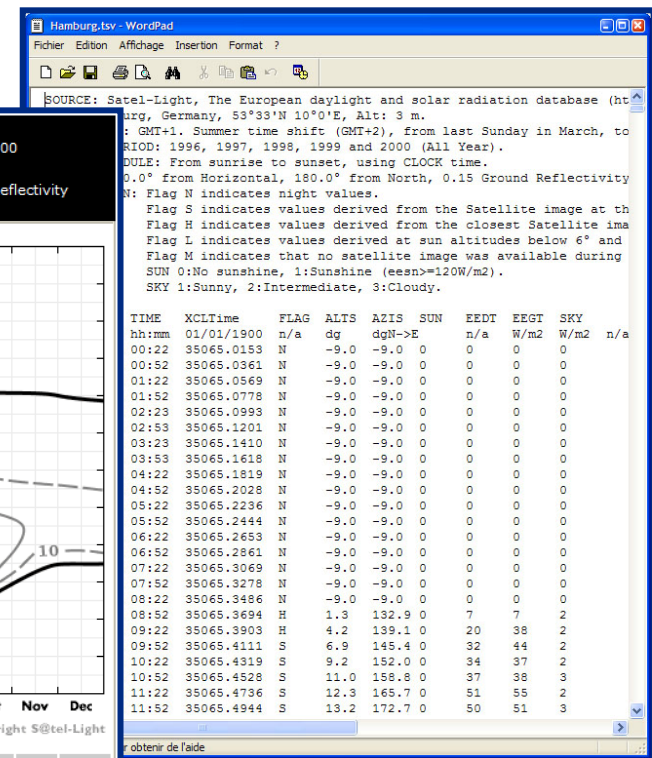 Hamburg.tsv - WordPad
Fichier Edition Affichage Insertion Format ?
SOURCE: Satel-Light, The European daylight and solar radiation database (ht
urg, Germany, 53°33'N 10°0'E, Alt: 3 m.
: GMT+1. Summer time shift (GMT+2), from last Sunday in March, to
RIOD: 1996, 1997, 1998, 1999 and 2000 (All Year).
DULE: From sunrise to sunset, using CLOCK time.
0.0° from Horizontal, 180.0° from North, 0.15 Ground Reflectivity
N: Flag N indicates night values.
Flag S indicates values derived from the Satellite image at th
Flag H indicates values derived from the closest Satellite ima
Flag L indicates values derived at sun altitudes below 6° and
Flag M indicates that no satellite image was available during
SUN 0:No sunshine, 1:Sunshine (eesn>=120W/m2).
SKY 1:Sunny, 2:Intermediate, 3:Cloudy.
TIME XCLTime FLAG ALTS AZIS SUN EEDT EEGT SKY
hh:mm 01/01/1900 n/a dg dgN->E n/a W/m2 W/m2 n/a
00:22 35065.0153 N -9.0 -9.0 0 0 0 0
00:52 35065.0361 N -9.0 -9.0 0 0 0 0
01:22 35065.0569 N -9.0 -9.0 0 0 0 0
01:52 35065.0778 N -9.0 -9.0 0 0 0 0
02:23 35065.0993 N -9.0 -9.0 0 0 0 0
02:53 35065.1201 N -9.0 -9.0 0 0 0 0
03:23 35065.1410 N -9.0 -9.0 0 0 0 0
03:53 35065.1618 N -9.0 -9.0 0 0 0 0
04:22 35065.1819 N -9.0 -9.0 0 0 0 0
04:52 35065.2028 N -9.0 -9.0 0 0 0 0
05:22 35065.2236 N -9.0 -9.0 0 0 0 0
05:52 35065.2444 N -9.0 -9.0 0 0 0 0
06:22 35065.2653 N -9.0 -9.0 0 0 0 0
06:52 35065.2861 N -9.0 -9.0 0 0 0 0
07:22 35065.3069 N -9.0 -9.0 0 0 0 0
07:52 35065.3278 N -9.0 -9.0 0 0 0 0
08:22 35065.3486 N -9.0 -9.0 0 0 0 0
08:52 35065.3694 H 1.3 132.9 0 7 7 2
09:22 35065.3903 H 4.2 139.1 0 20 38 2
09:52 35065.4111 S 6.9 145.4 0 32 44 2
10:22 35065.4319 S 9.2 152.0 0 34 37 2
10:52 35065.4528 S 11.0 158.8 0 37 38 3
11:22 35065.4736 S 12.3 165.7 0 51 55 2
11:52 35065.4944 S 13.2 172.7 0 50 51 3
r obtenir de l'aide
00
eflectivity
10
Nov Dec
right S@tel-Light